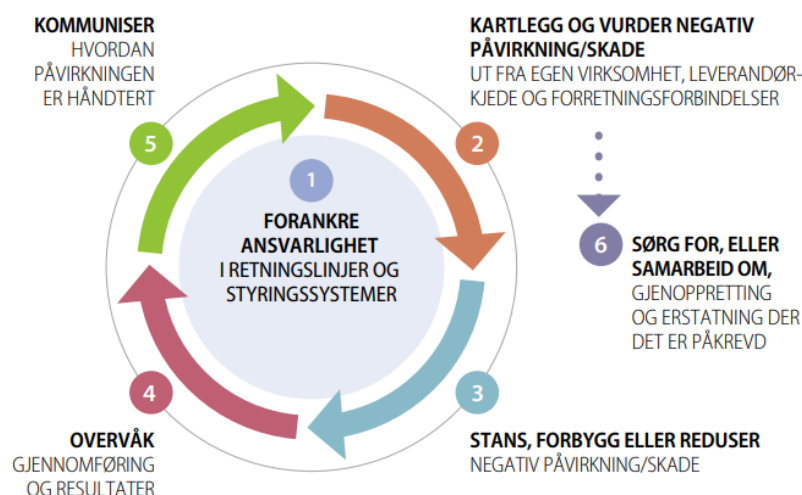 1
FORANKRE
ANSVARLIGHET
I RETNINGSLINJER OG
STYRINGSSYSTEMER
2
KARTLEGG OG VURDER NEGATIV
PÅVIRKNING/SKADE
UT FRA EGEN VIRKSOMHET, LEVERANDØR-
KJEDE OG FORRETNINGSFORBINDELSER
3
STANS, FORBYGG ELLER REDUSER
NEGATIV PÅVIRKNING/SKADE
4
OVERVÅK
GJENNOMFØRING
OG RESULTATER
5
KOMMUNISER
HVORDAN
PÅVIRKNINGEN
ER HÅNDTERT
6
SØRG FOR, ELLER
SAMARBEID OM,
GJENOPPRETTING
OG ERSTATNING DER
DET ER PÅKREVD